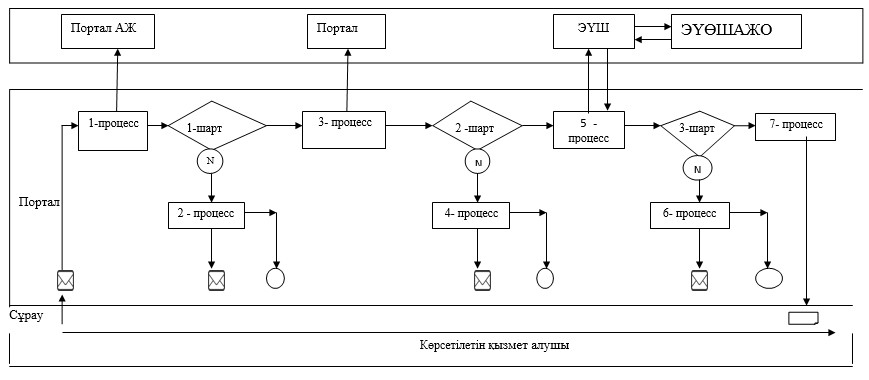 Портал АЖ
Портал
ЭҮШ
ЭҮӨШАЖО
1-процесс
1-шарт
3- процесс
2 -шарт
5 -
процесс
3-шарт
7- процесс
N
N
N
Портал
2 - процесс
4- процесс
6- процесс
Сұрау
Көрсетілетін қызмет алушы